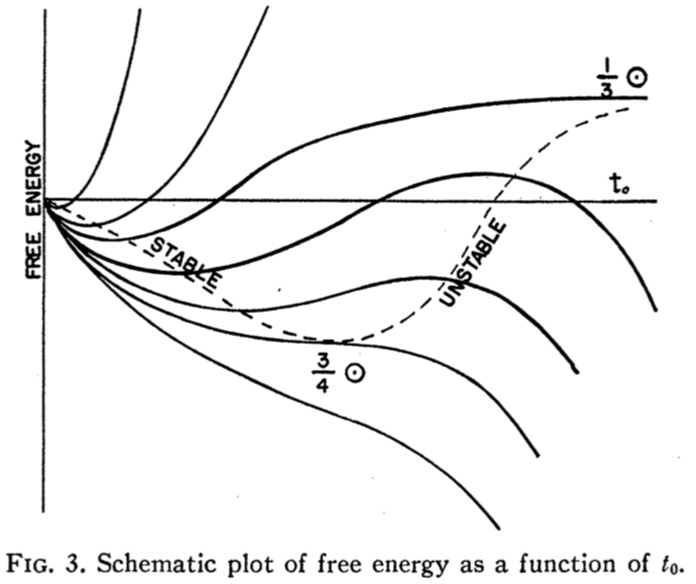 1/3 ⊙
FREE ENERGY
t₀
STABLE
UNSTABLE
3/4 ⊙
FIG. 3. Schematic plot of free energy as a function of t₀.